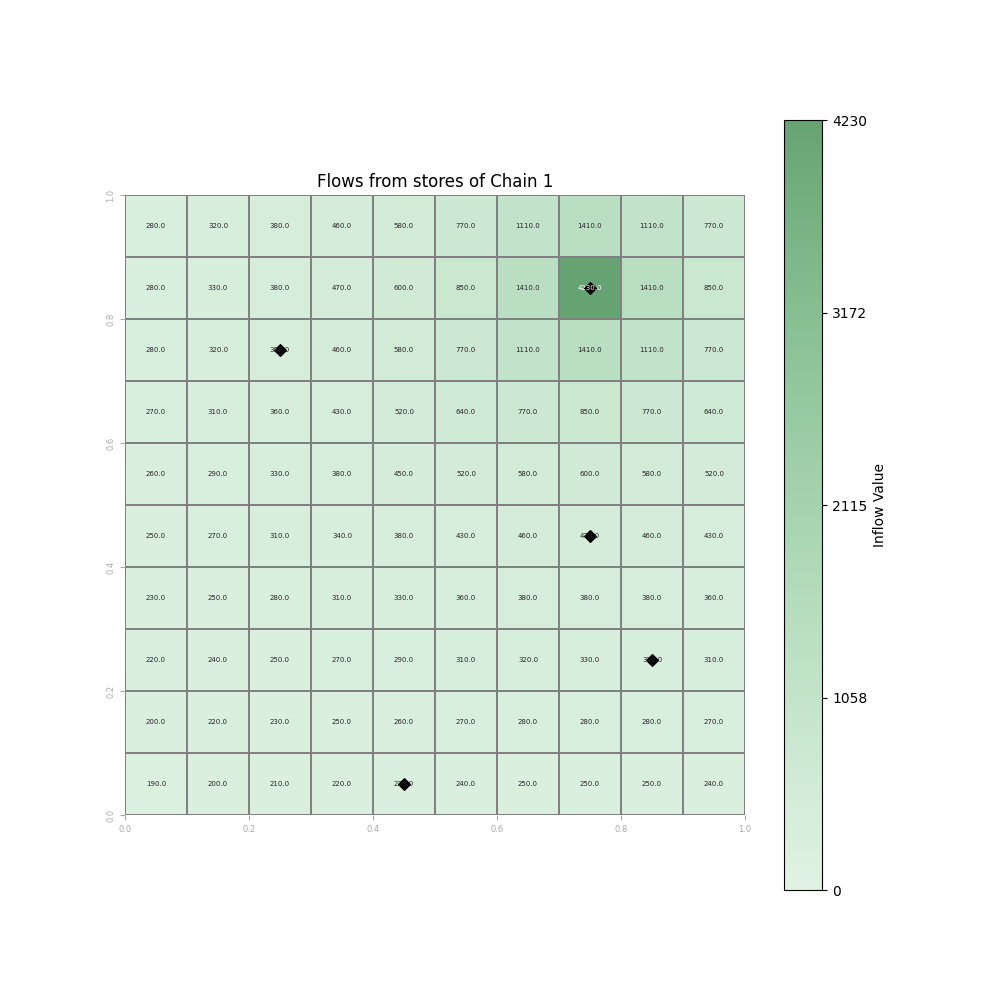 4230
Flows from stores of Chain 1
1.0
280.0 320.0 380.0 460.0 580.0 770.0 1110.0 1410.0 1110.0 770.0
280.0 330.0 380.0 470.0 600.0 850.0 1410.0 4230.0 1410.0 850.0
3172
0.8
280.0 320.0 460.0 580.0 770.0 1110.0 1410.0 1110.0 770.0
270.0 310.0 360.0 430.0 520.0 640.0 770.0 850.0 770.0 640.0
0.6
260.0 290.0 330.0 380.0 450.0 520.0 580.0 600.0 580.0 520.0
2115
Inflow Value
250.0 270.0 310.0 340.0 380.0 430.0 460.0 460.0 430.0
0.4
230.0 250.0 280.0 310.0 330.0 360.0 380.0 380.0 380.0 360.0
220.0 240.0 250.0 270.0 290.0 310.0 320.0 330.0 310.0
1058
0.2
200.0 220.0 230.0 250.0 260.0 270.0 280.0 280.0 280.0 270.0
190.0 200.0 210.0 220.0 240.0 250.0 250.0 250.0 240.0
0.0
0.0 0.2 0.4 0.6 0.8 1.0
0